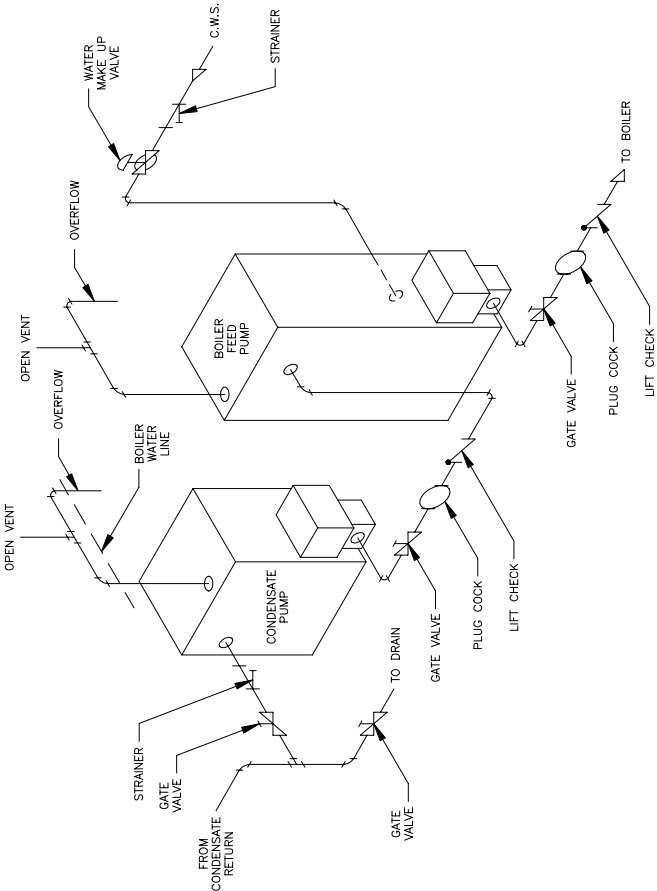 OPEN VENT
OVERFLOW
BOILER
WATER
LINE
OPEN VENT
OVERFLOW
WATER
MAKE UP
VALVE
C.W.S.
STRAINER
STRAINER
GATE
VALVE
FROM
CONDENSATE
RETURN
CONDENSATE
PUMP
BOILER
FEED
PUMP
GATE
VALVE
TO DRAIN
GATE VALVE
PLUG COCK
LIFT CHECK
GATE VALVE
PLUG COCK
LIFT CHECK
TO BOILER